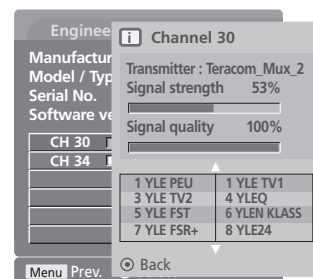 Enginee
Manufactur
Model / Typ
Serial No.
Software ve
CH 30
CH 34
Menu Prev.
i Channel 30
Transmitter : Teracom_Mux_2
Signal strength 53%
Signal quality 100%
1 YLE PEU 1 YLE TV1
3 YLE TV2 4 YLEQ
5 YLE FST 6 YLEN KLASS
7 YLE FSR+ 8 YLE24
Back